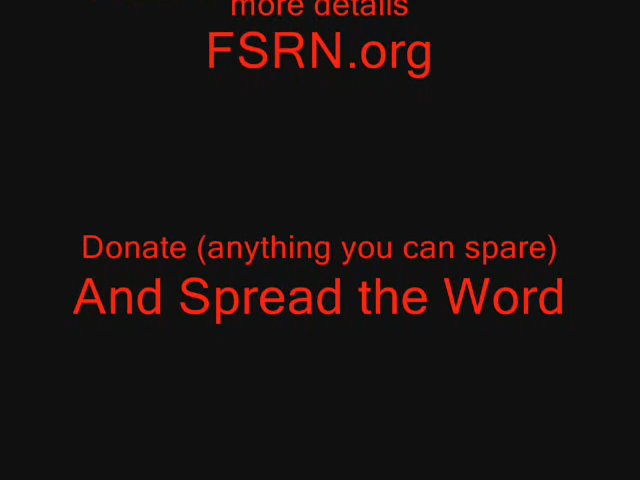 more details
FSRN.org
Donate (anything you can spare)
And Spread the Word